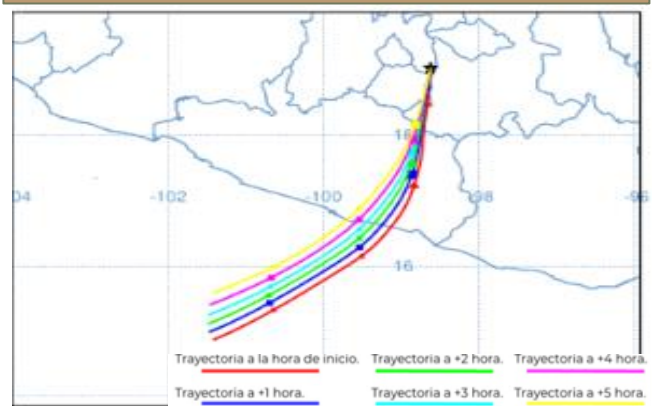 18
04 -102 -100 -98 -96
16
Trayectoria a la hora de inicio. Trayectoria a +2 hora. Trayectoria a +4 hora.
Trayectoria a +1 hora. Trayectoria a +3 hora. Trayectoria a +5 hora.